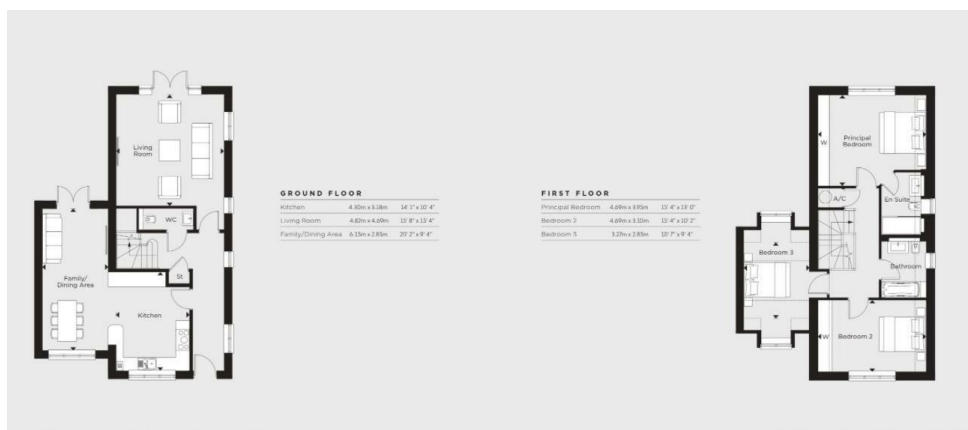 Living
Room
WC
St
Family/
Dining Area
Kitchen
GROUND FLOOR
Kitchen 4.30m x 3.18m 14' 1" x 10' 4"
Living Room 4.82m x 4.69m 15' 8" x 15' 4"
Family/Dining Area 6.15m x 2.85m 20' 2" x 9' 4"
FIRST FLOOR
Principal Bedroom 4.69m x 3.95m 15' 4" x 13' 0"
Bedroom 2 4.69m x 3.10m 15' 4" x 10' 2"
Bedroom 3 3.27m x 2.85m 10' 7" x 9' 4"
W
Principal
Bedroom
A/C
En Suite
Bedroom 3
Bathroom
W
Bedroom 2